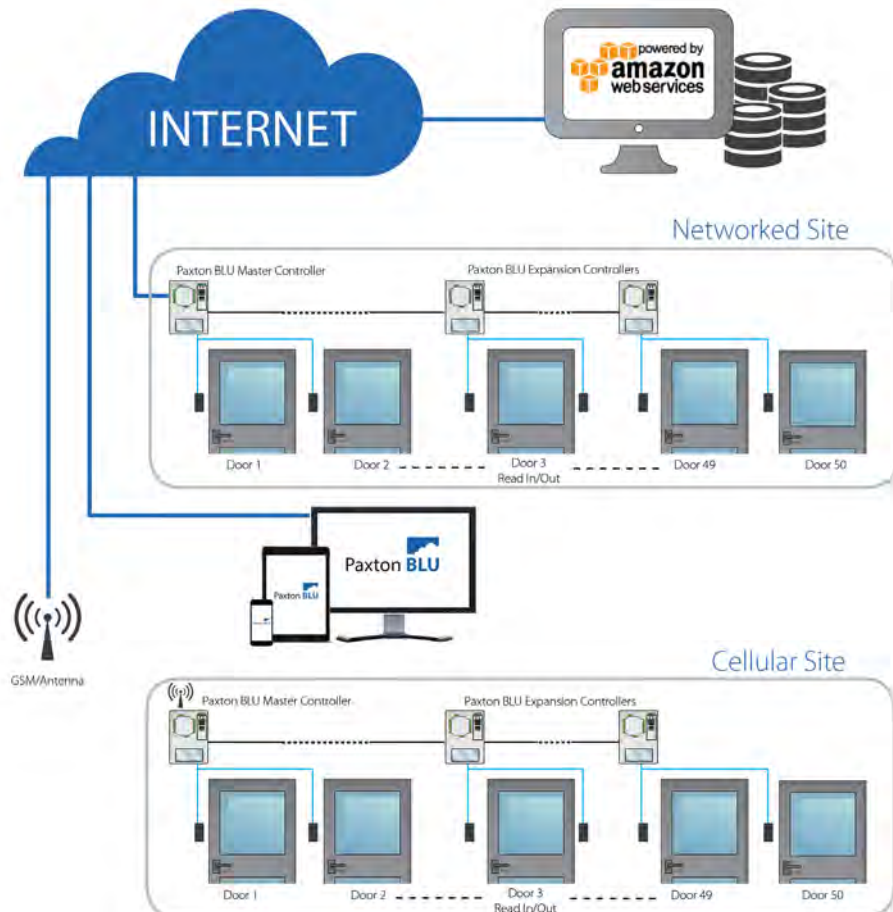 powered by
amazon
web services
INTERNET
Networked Site
Paxton BLU Master Controller
Paxton BLU Expansion Controllers
Door 1
Door 2
Door 3
Door 49
Door 50
Read In/Out
Paxton BLU
Paxton BLU
Paxton BLU
GSM/Antenna
Cellular Site
Paxton BLU Master Controller
Paxton BLU Expansion Controllers
Door 1
Door 2
Door 3
Door 49
Door 50
Read In/Out